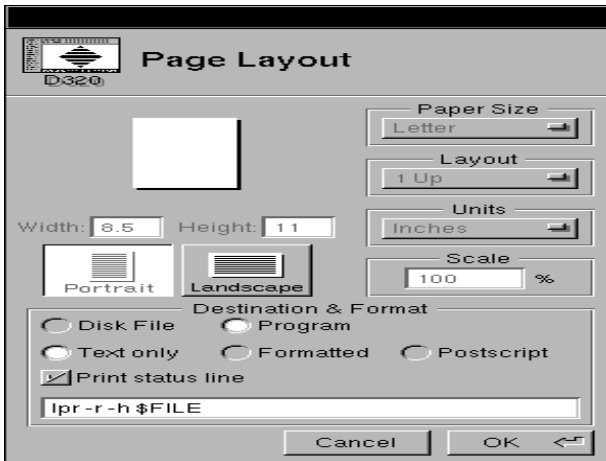 Page Layout
D320
Paper Size
Letter
Layout
1 Up
Units
Width: 8.5 Height: 11
Inches
Scale
100 %
Portrait Landscape
Destination & Format
Disk File Program
Text only Formatted Postscript
Print status line
lpr -r -h $FILE
Cancel OK